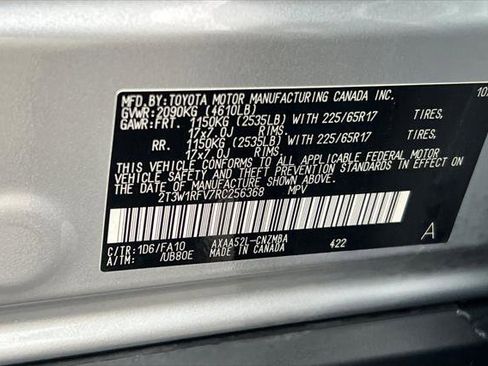 MFD.BY:TOYOTA MOTOR MANUFACTURING CANADA INC. 10
GVWR:2090KG (4610LB)
GAWR:FRT. 1150KG (2535LB) WITH 225/65R17 TIRES,
17x7.0J RIMS,
RR. 1150KG (2535LB) WITH 225/65R17 TIRES,
17x7.0J RIMS,
THIS VEHICLE CONFORMS TO ALL APPLICABLE FEDERAL MOTOR
VEHICLE SAFETY AND THEFT PREVENTION STANDARDS IN EFFECT
ON THE DATE OF MANUFACTURE SHOWN ABOVE.
2T3W1RFV7RC256368 MPV
C/TR:1D6/FA10 AXAA52L-CNZMBA 422 A
A/TM: /UB80E MADE IN CANADA